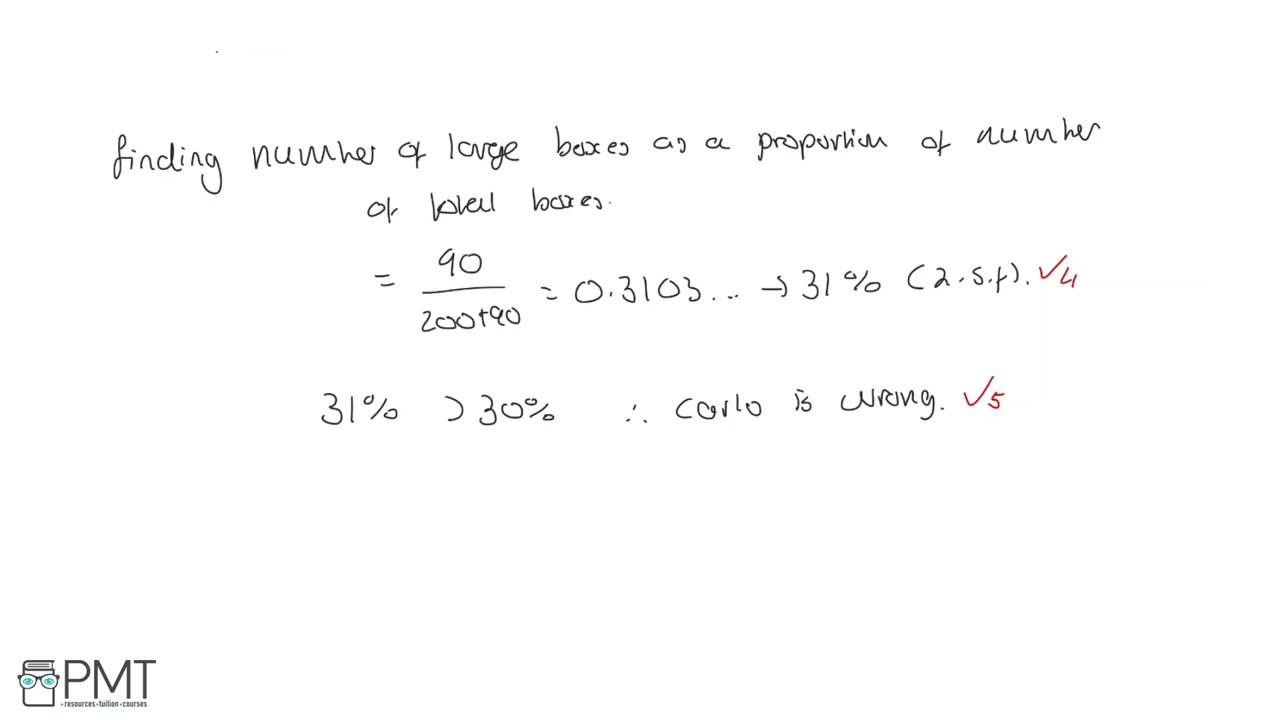 finding number of large boxes as a proportion of number
of total boxes.
= 90 / 200+90 = 0.3103... → 31% (2.s.f). ✓4
31% > 30% ∴ Carlo is wrong. ✓5
PMT
•resources•tuition•courses